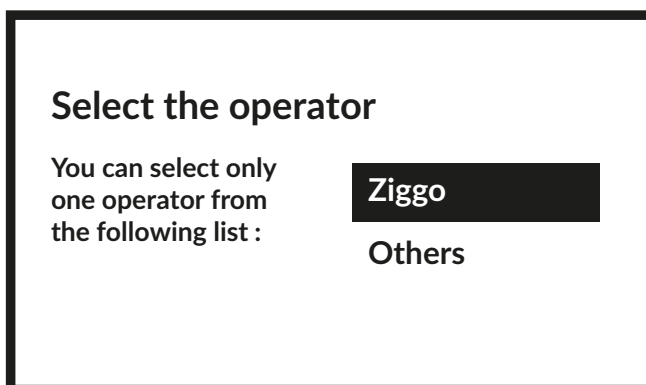 Select the operator
You can select only
one operator from
the following list :
Ziggo
Others